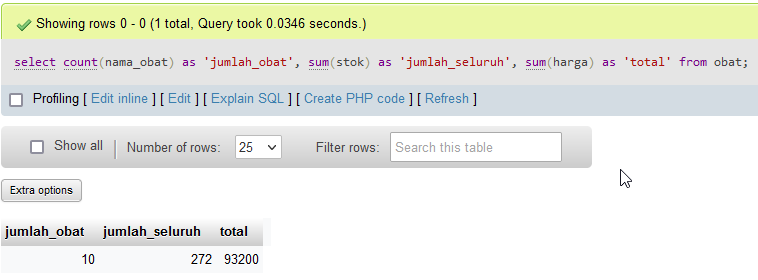 Showing rows 0 - 0 (1 total, Query took 0.0346 seconds.)
select count(nama_obat) as 'jumlah_obat', sum(stok) as 'jumlah_seluruh', sum(harga) as 'total' from obat;
Profiling [ Edit inline ] [ Edit ] [ Explain SQL ] [ Create PHP code ] [ Refresh ]
Show all Number of rows: 25 Filter rows: Search this table
Extra options
jumlah_obat jumlah_seluruh total
10 272 93200